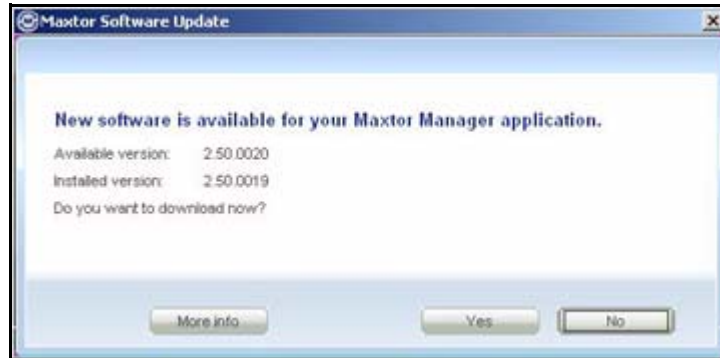 Maxtor Software Update
New software is available for your Maxtor Manager application.
Available version: 2.50.0020
Installed version: 2.50.0019
Do you want to download now?
More info Yes No